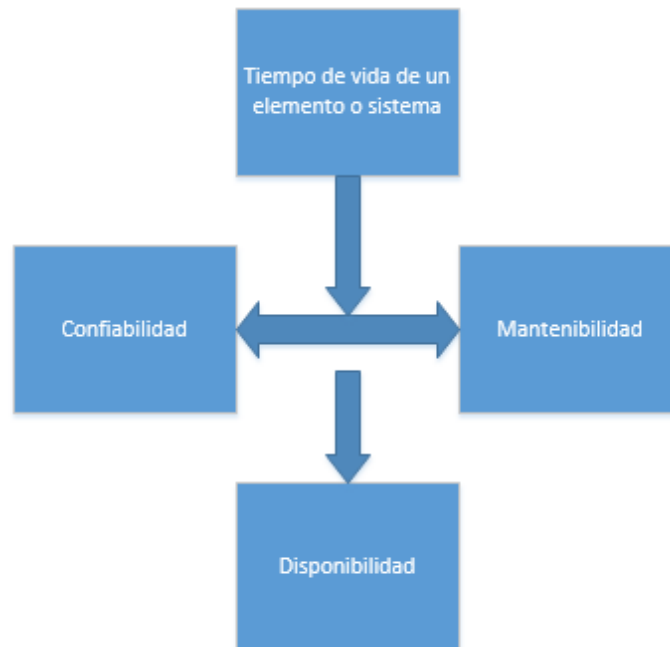 Tiempo de vida de un
elemento o sistema
Confiabilidad
Mantenibilidad
Disponibilidad